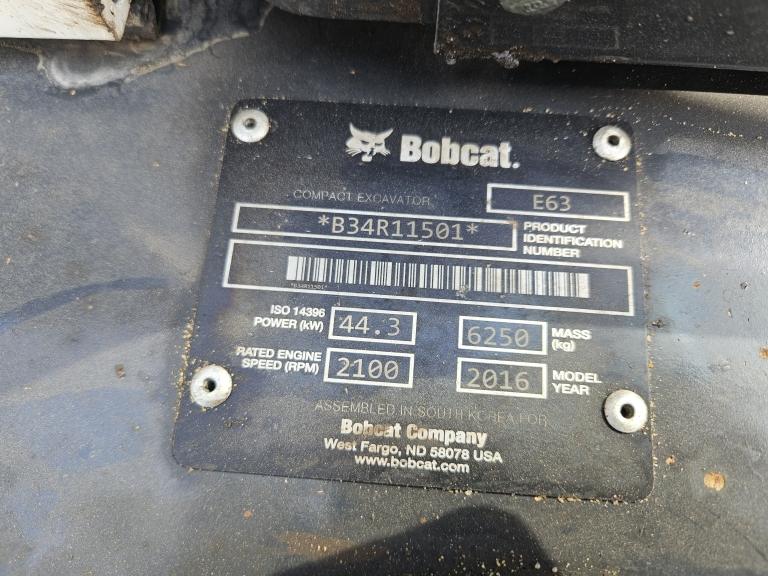 Bobcat.
COMPACT EXCAVATOR E63
*B34R11501* PRODUCT IDENTIFICATION NUMBER
*B34R11501*
ISO 14396 POWER (kW) 44.3 6250 MASS (kg)
RATED ENGINE SPEED (RPM) 2100 2016 MODEL YEAR
ASSEMBLED IN SOUTH KOREA FOR
Bobcat Company
West Fargo, ND 58078 USA
www.bobcat.com